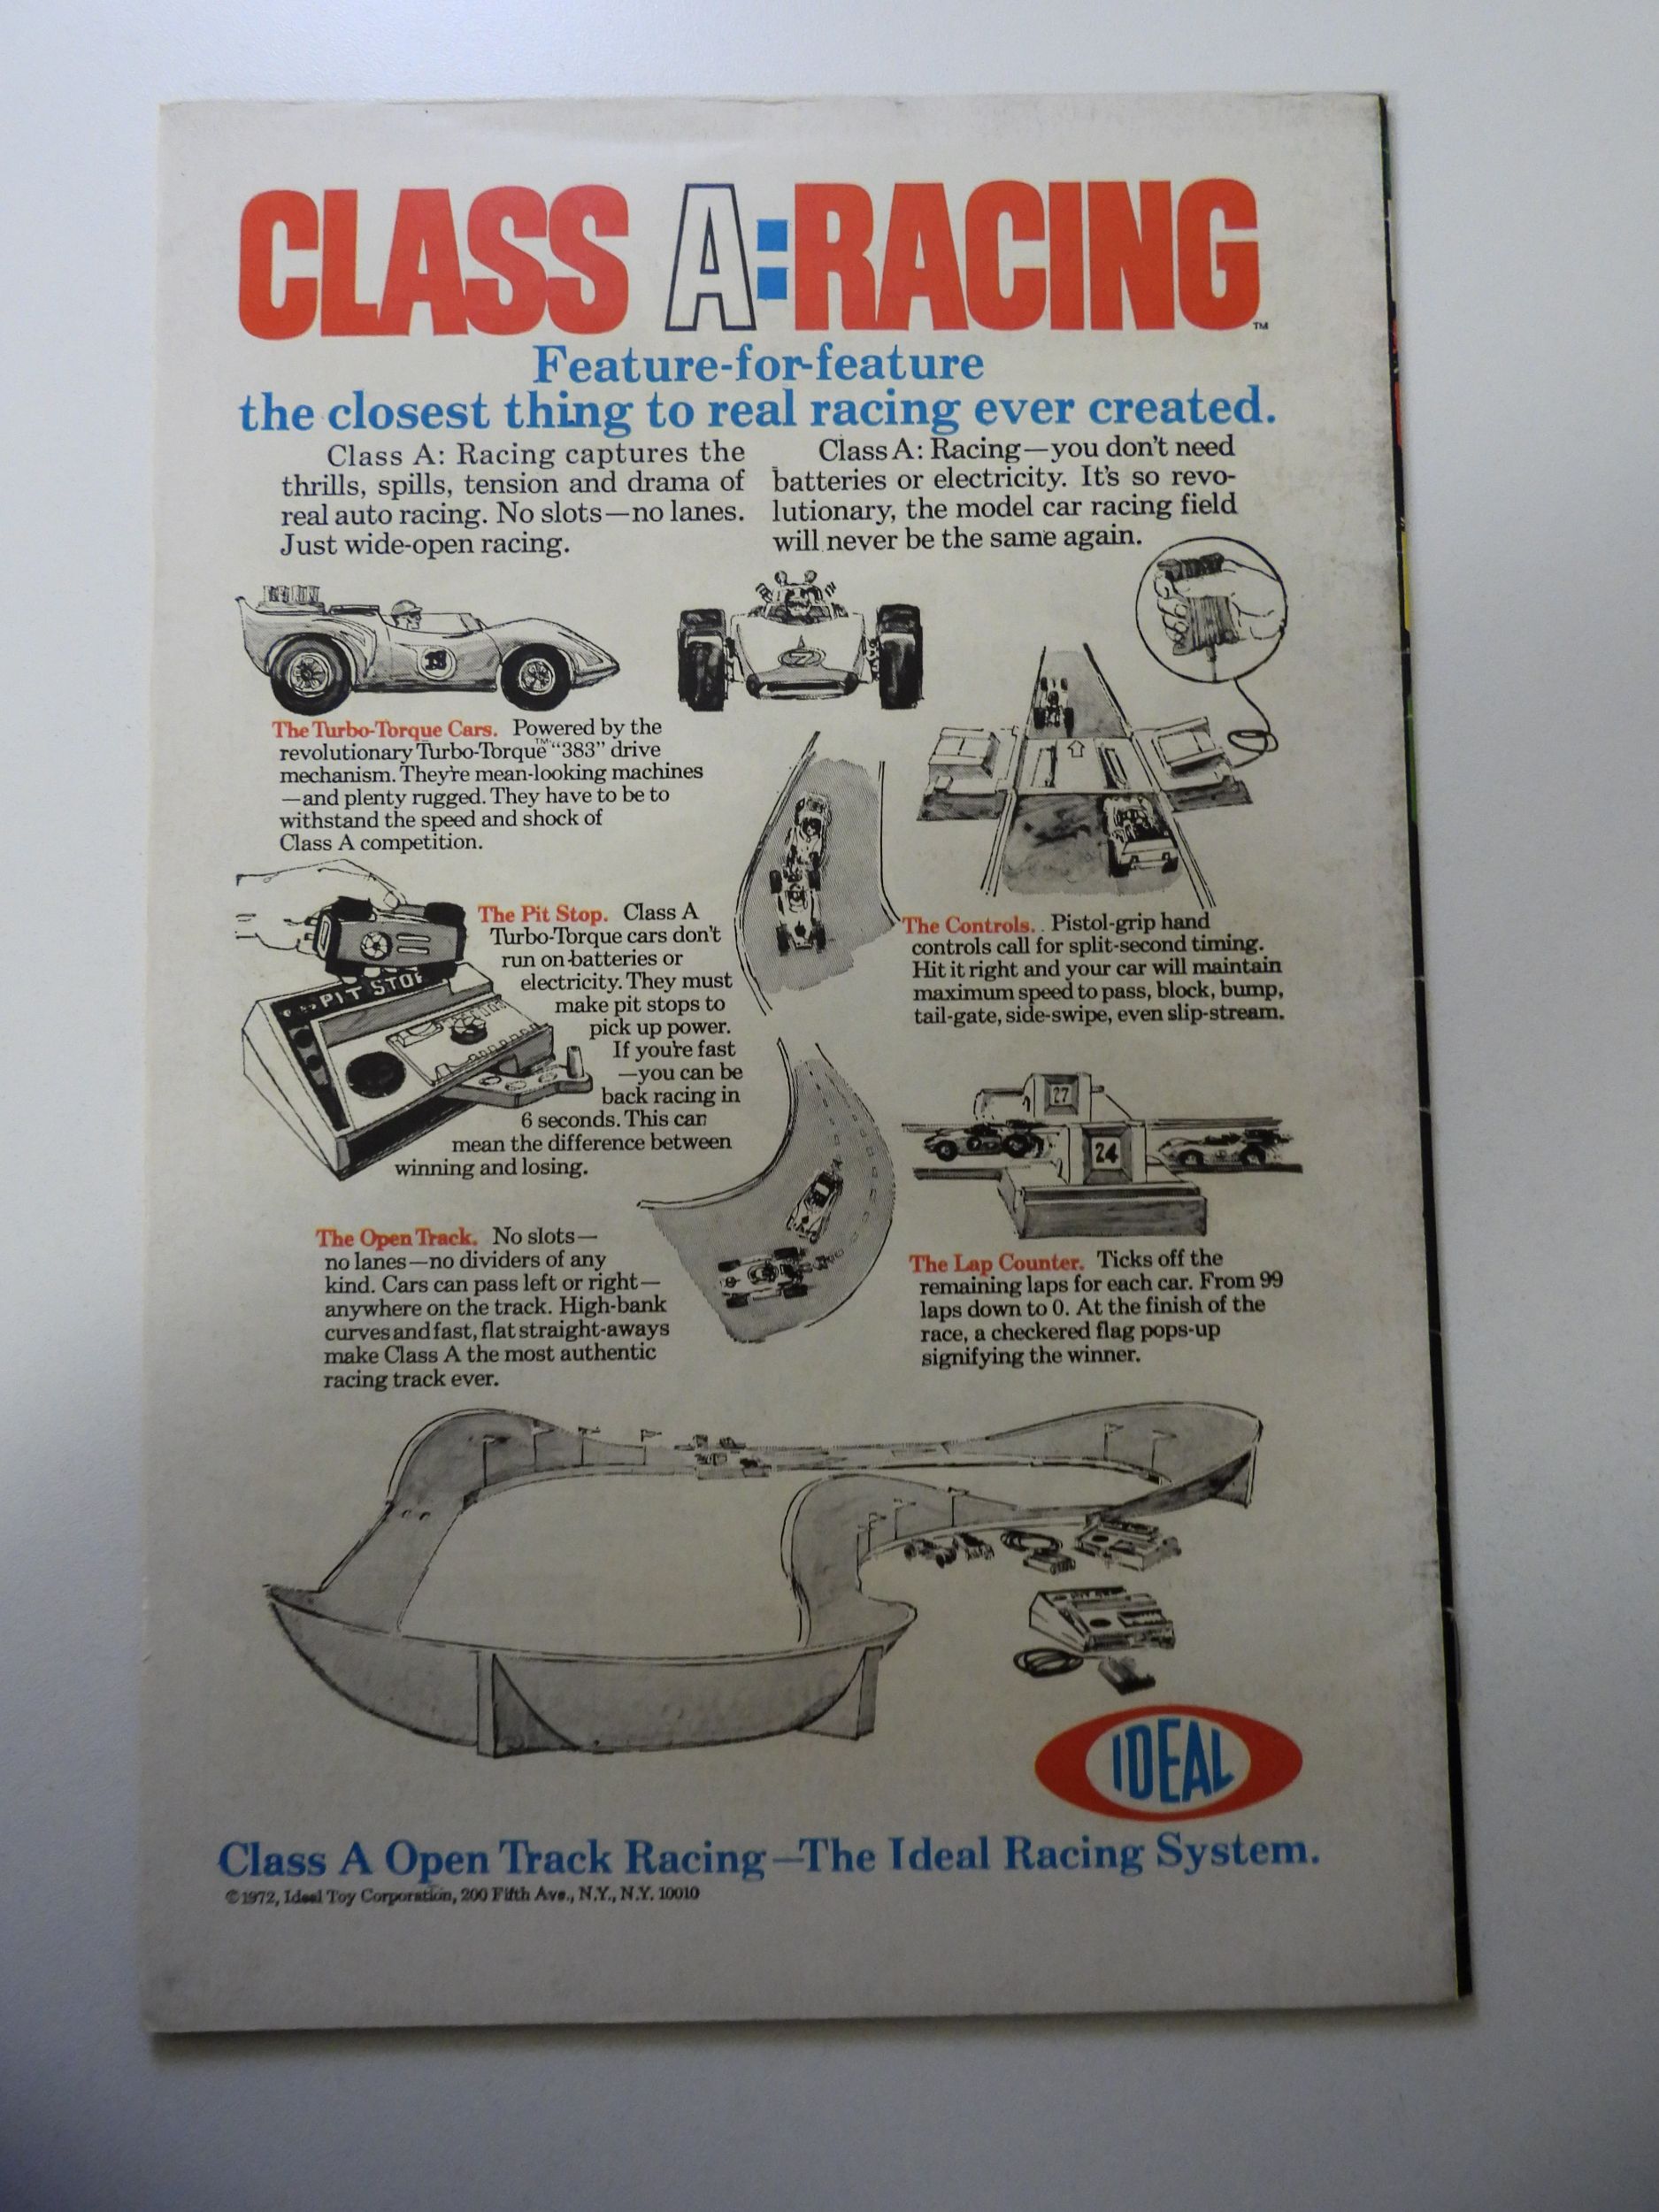 CLASS A:RACING™
Feature-for-feature
the closest thing to real racing ever created.
Class A: Racing captures the
thrills, spills, tension and drama of
real auto racing. No slots—no lanes.
Just wide-open racing.
Class A: Racing—you don't need
batteries or electricity. It's so revo-
lutionary, the model car racing field
will never be the same again.
The Turbo-Torque Cars. Powered by the
revolutionary Turbo-Torque™ "383" drive
mechanism. They're mean-looking machines
—and plenty rugged. They have to be to
withstand the speed and shock of
Class A competition.
The Pit Stop. Class A
Turbo-Torque cars don't
run on batteries or
electricity. They must
make pit stops to
pick up power.
If you're fast
—you can be
back racing in
6 seconds. This can
mean the difference between
winning and losing.
PIT STOP
The Controls. Pistol-grip hand
controls call for split-second timing.
Hit it right and your car will maintain
maximum speed to pass, block, bump,
tail-gate, side-swipe, even slip-stream.
27
24
The Open Track. No slots—
no lanes—no dividers of any
kind. Cars can pass left or right—
anywhere on the track. High-bank
curves and fast, flat straight-aways
make Class A the most authentic
racing track ever.
The Lap Counter. Ticks off the
remaining laps for each car. From 99
laps down to 0. At the finish of the
race, a checkered flag pops-up
signifying the winner.
IDEAL
Class A Open Track Racing—The Ideal Racing System.
©1972, Ideal Toy Corporation, 200 Fifth Ave., N.Y., N.Y. 10010